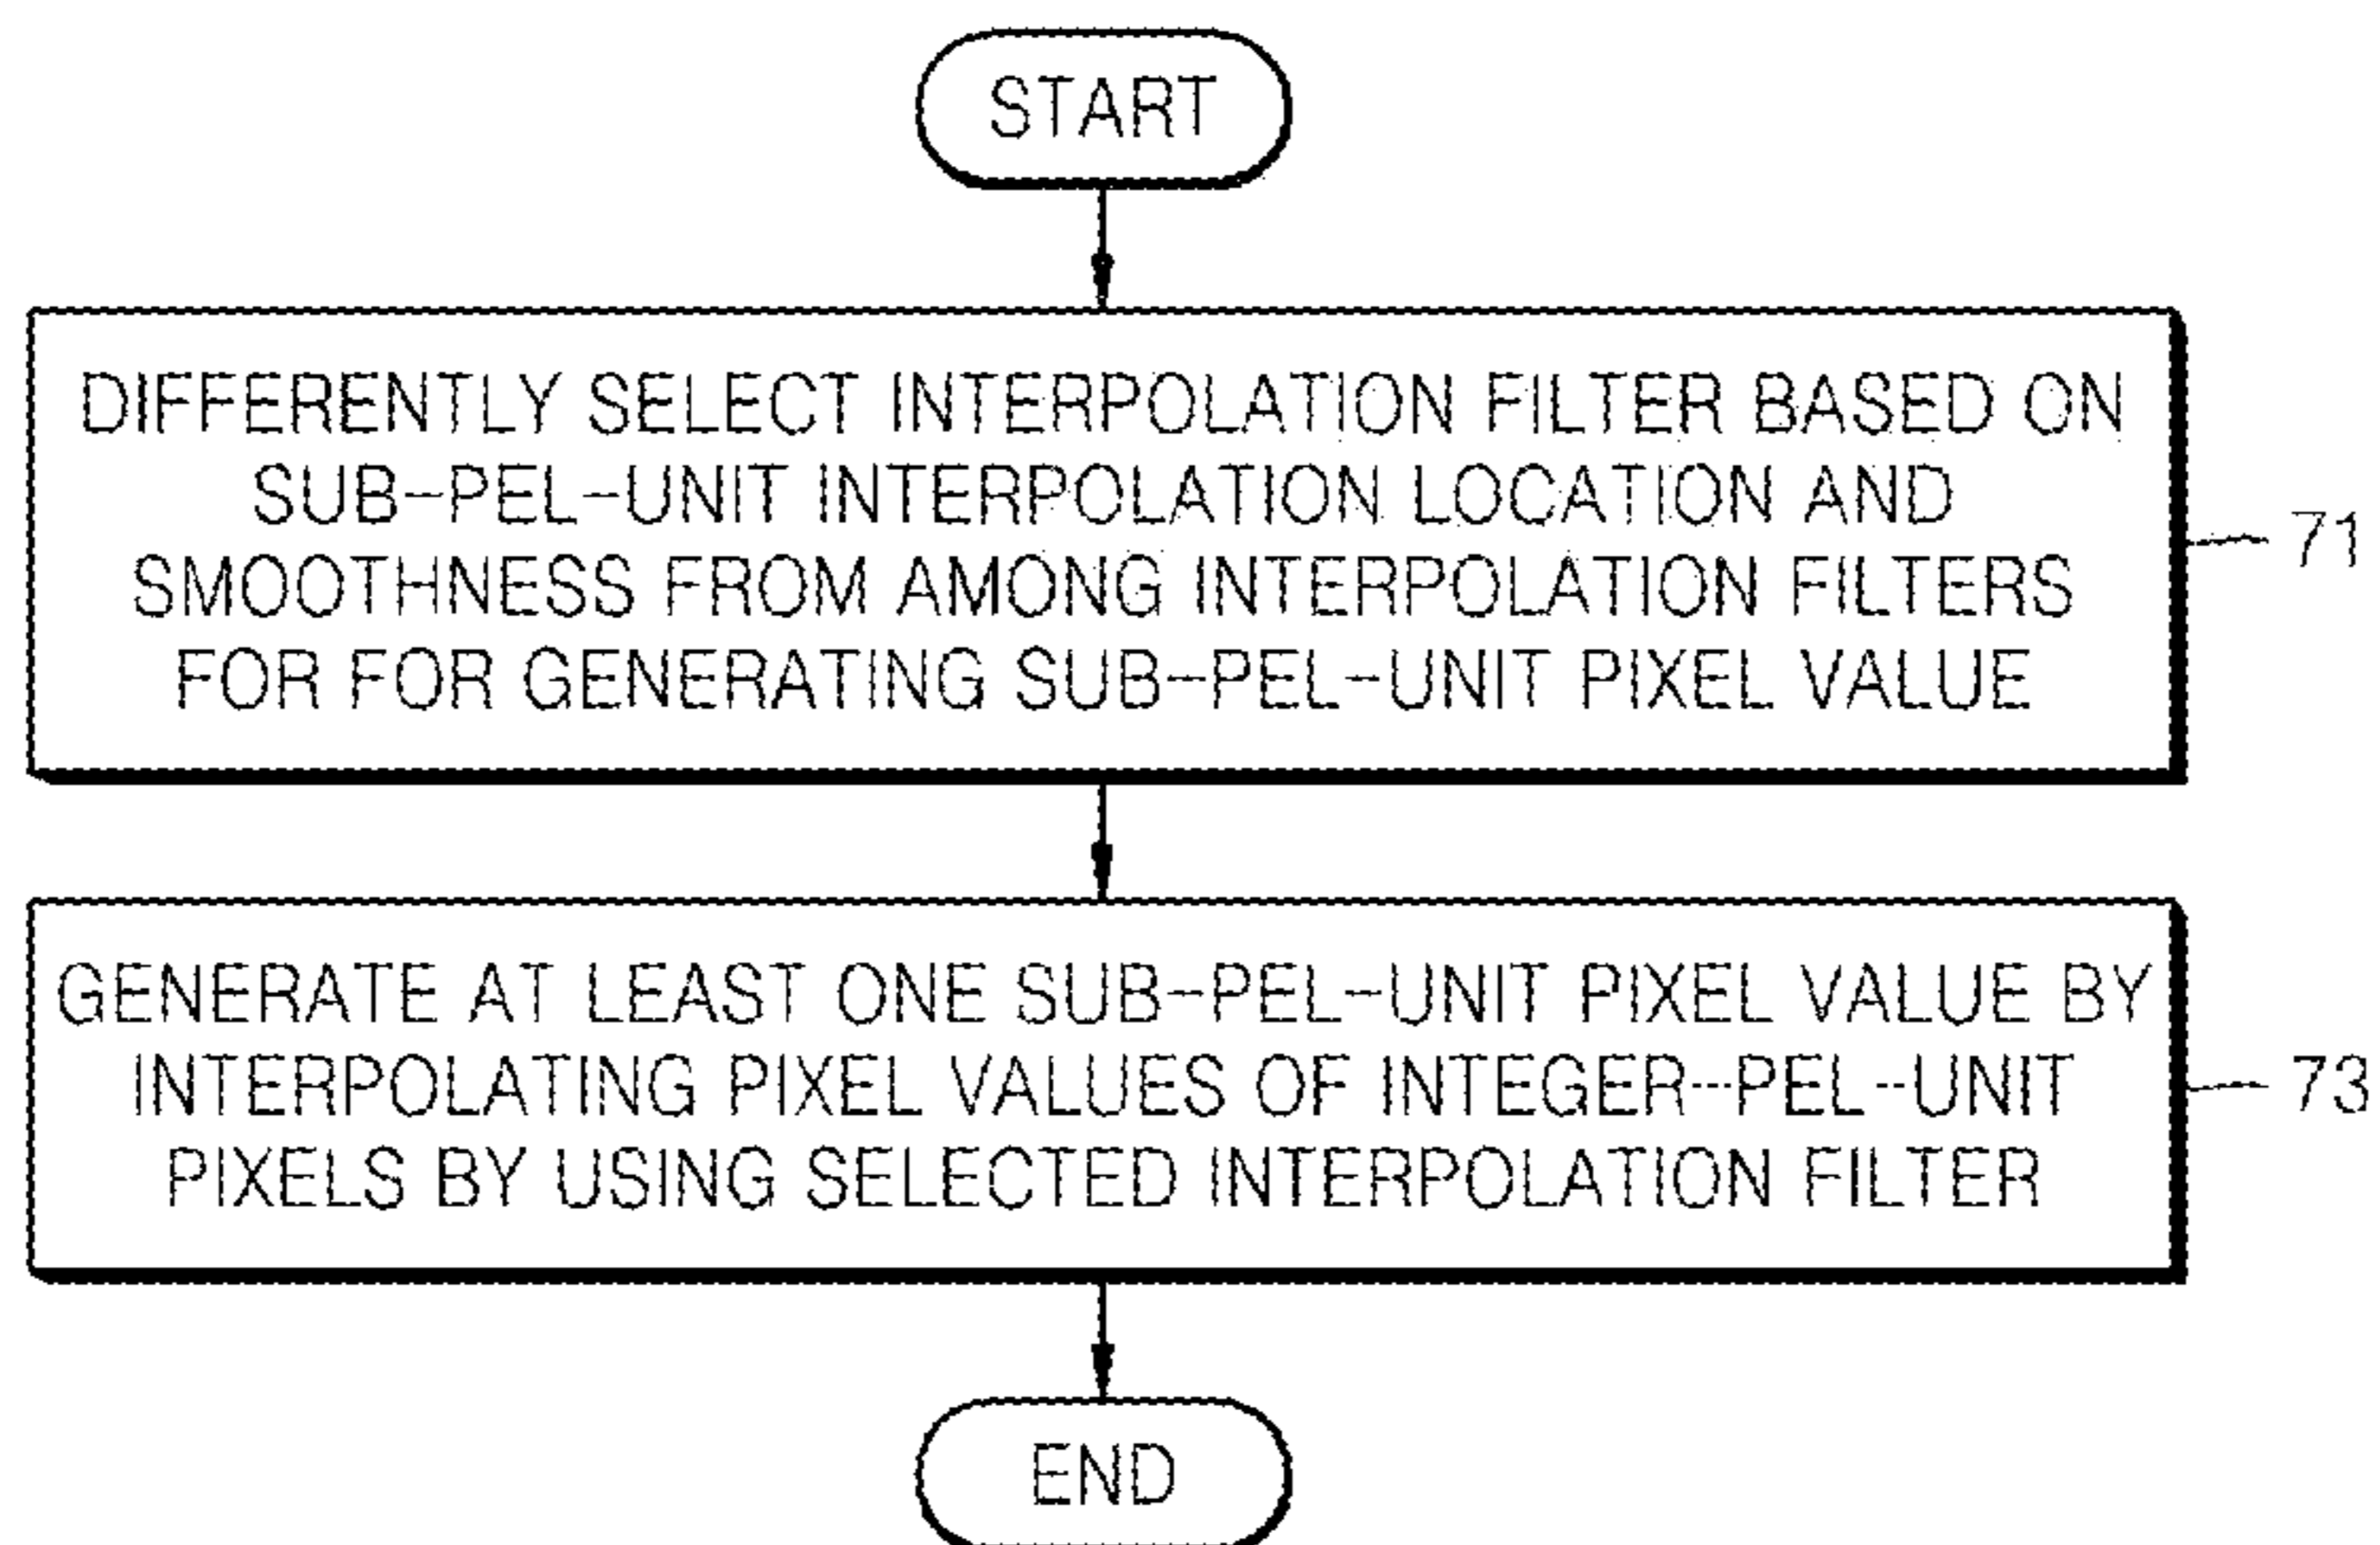 START
DIFFERENTLY SELECT INTERPOLATION FILTER BASED ON
SUB-PEL-UNIT INTERPOLATION LOCATION AND
SMOOTHNESS FROM AMONG INTERPOLATION FILTERS
FOR FOR GENERATING SUB-PEL-UNIT PIXEL VALUE
71
GENERATE AT LEAST ONE SUB-PEL-UNIT PIXEL VALUE BY
INTERPOLATING PIXEL VALUES OF INTEGER-PEL-UNIT
PIXELS BY USING SELECTED INTERPOLATION FILTER
73
END